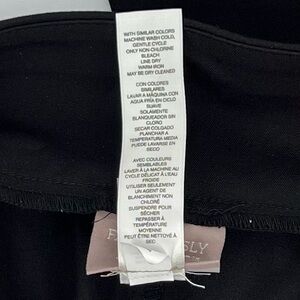 WITH SIMILAR COLORS
MACHINE WASH COLD,
GENTLE CYCLE
ONLY NON-CHLORINE
BLEACH
LINE DRY
WARM IRON
MAY BE DRY CLEANED
CON COLORES
SIMILARES
LAVAR A MÁQUINA CON
AGUA FRÍA EN CICLO
SUAVE
SOLAMENTE
BLANQUEADOR SIN
CLORO
SECAR COLGADO
PLANCHAR A
TEMPERATURA MEDIA
PUEDE LAVARSE EN
SECO
AVEC COULEURS
SEMBLABLES
LAVER À LA MACHINE AU
CYCLE DÉLICAT À L'EAU
FROIDE
UTILISER SEULEMENT
UN AGENT DE
BLANCHIMENT NON
CHLORÉ
SUSPENDRE POUR
SÉCHER
REPASSER À
TEMPÉRATURE
MOYENNE
PEUT ÊTRE NETTOYÉ À
SEC